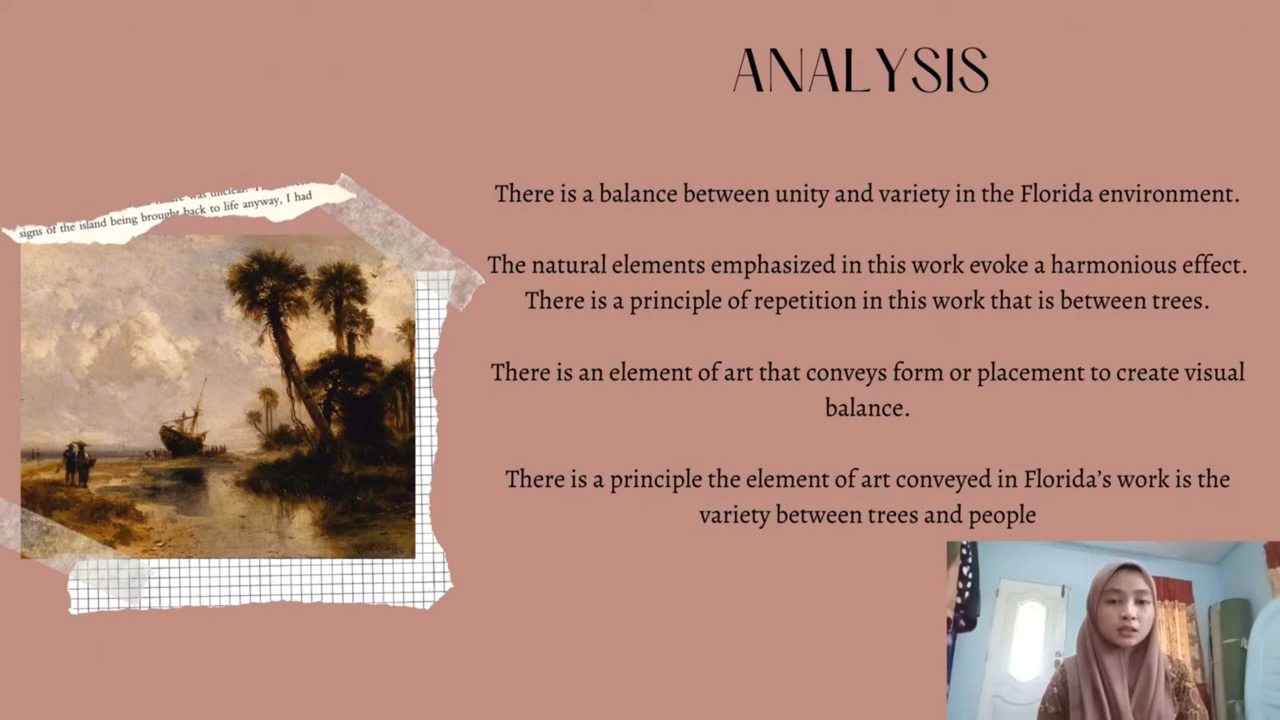 ANALYSIS
signs of the island being brought back to life anyway, I had
There is a balance between unity and variety in the Florida environment.
The natural elements emphasized in this work evoke a harmonious effect.
There is a principle of repetition in this work that is between trees.
There is an element of art that conveys form or placement to create visual
balance.
There is a principle the element of art conveyed in Florida’s work is the
variety between trees and people